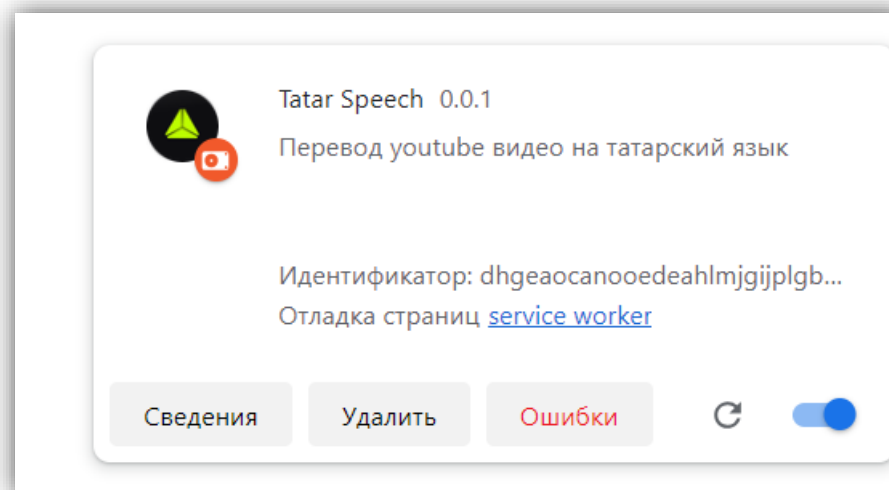 Tatar Speech 0.0.1
Перевод youtube видео на татарский язык
Идентификатор: dhgeaocanooedeahlmjgijplgb...
Отладка страниц service worker
Сведения Удалить Ошибки